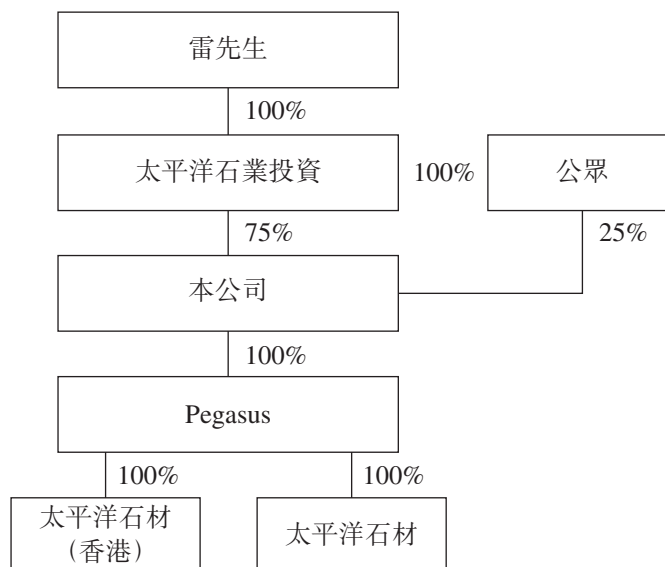 雷先生
100%
太平洋石業投資
100%
公眾
75%
25%
本公司
100%
Pegasus
100%
100%
太平洋石材
（香港）
太平洋石材